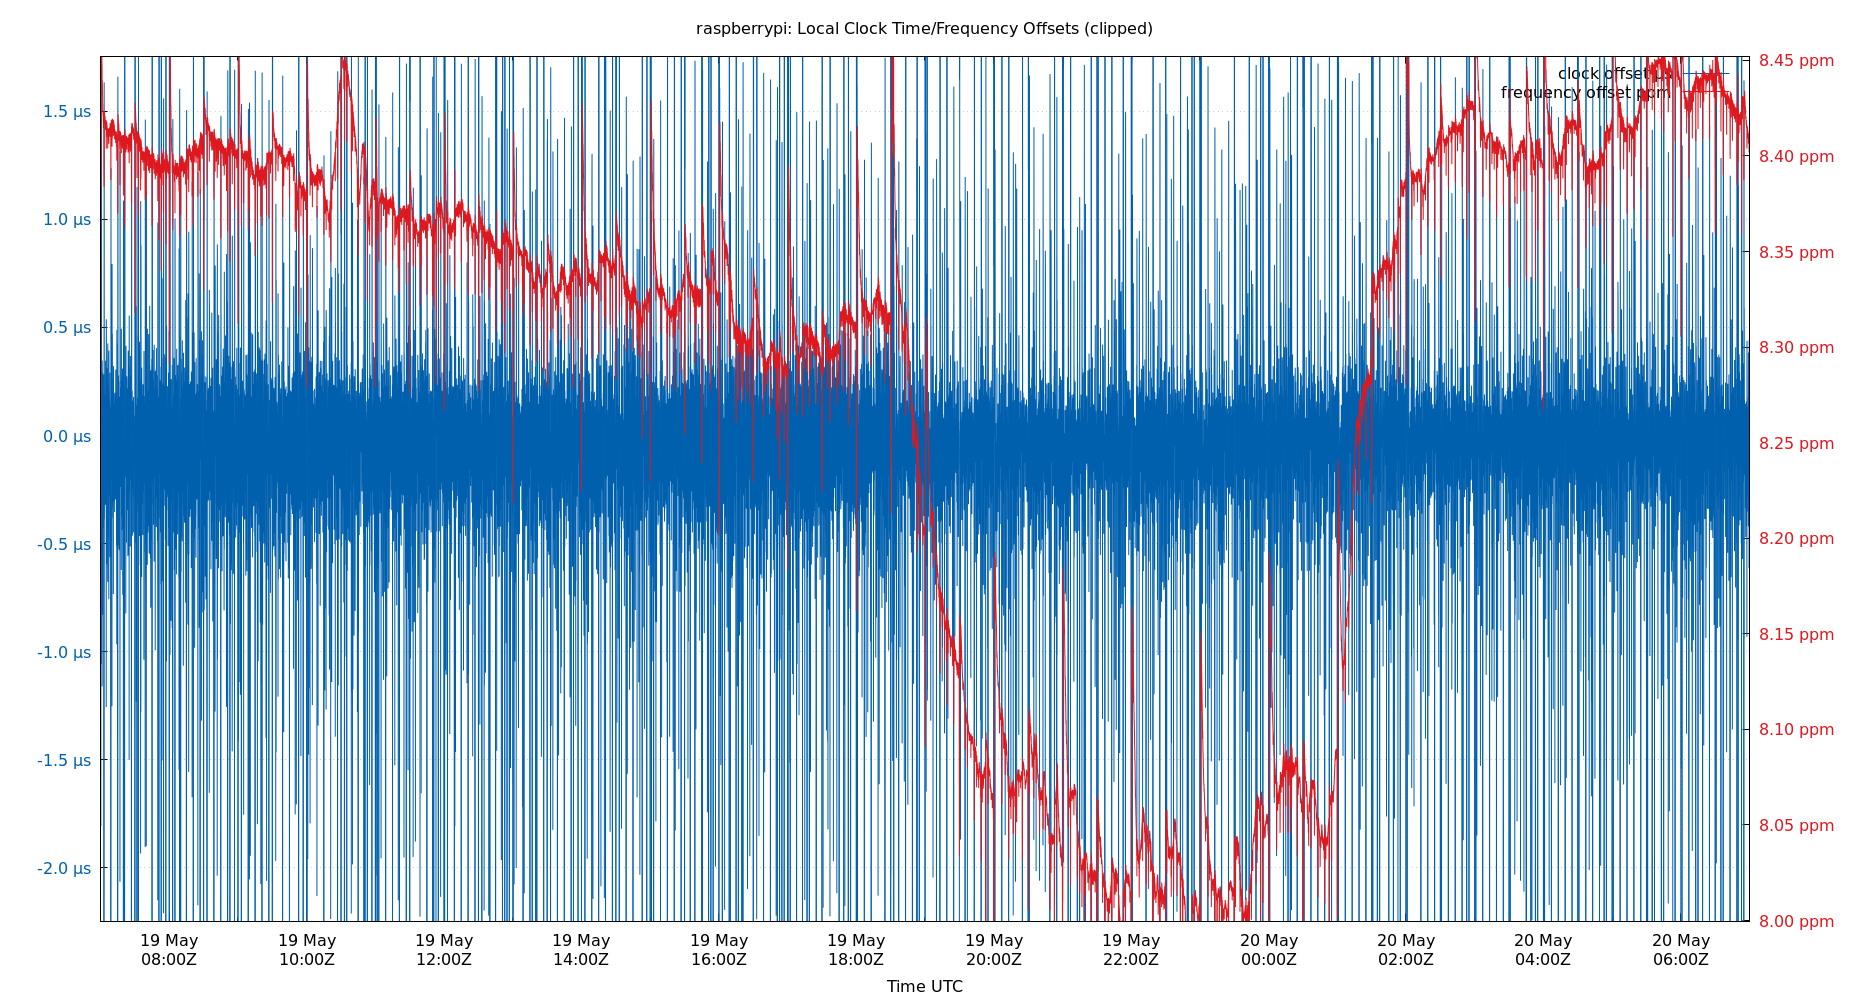 raspberrypi: Local Clock Time/Frequency Offsets (clipped)
clock offset µs
frequency offset ppm
1.5 µs
1.0 µs
0.5 µs
0.0 µs
-0.5 µs
-1.0 µs
-1.5 µs
-2.0 µs
8.45 ppm
8.40 ppm
8.35 ppm
8.30 ppm
8.25 ppm
8.20 ppm
8.15 ppm
8.10 ppm
8.05 ppm
8.00 ppm
19 May 19 May 19 May 19 May 19 May 19 May 19 May 19 May 20 May 20 May 20 May 20 May
08:00Z 10:00Z 12:00Z 14:00Z 16:00Z 18:00Z 20:00Z 22:00Z 00:00Z 02:00Z 04:00Z 06:00Z
Time UTC